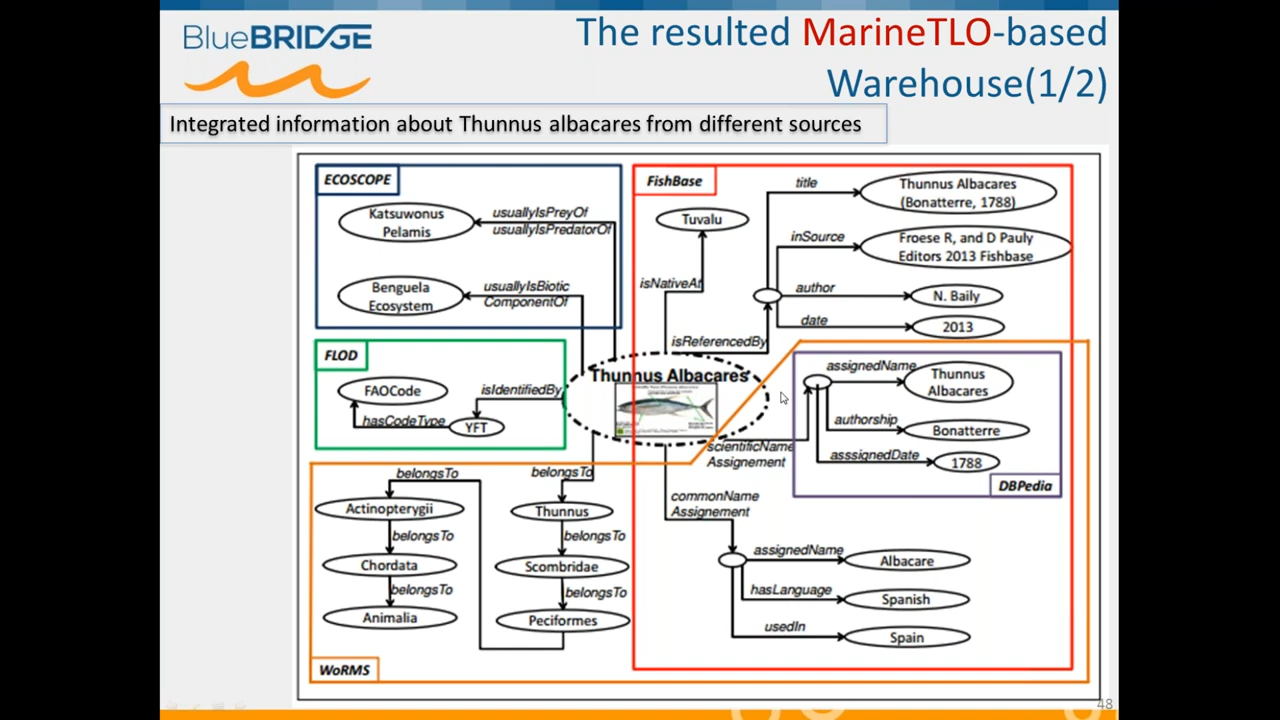 BlueBRIDGE
The resulted MarineTLO-based
Warehouse(1/2)
Integrated information about Thunnus albacares from different sources
ECOSCOPE
Katsuwonus
Pelamis
usuallyIsPreyOf
usuallyIsPredatorOf
Benguela
Ecosystem
usuallyIsBiotic
ComponentOf
FishBase
Tuvalu
isNativeAt
title
Thunnus Albacares
(Bonatterre, 1788)
inSource
Froese R, and D Pauly
Editors 2013 Fishbase
author
N. Baily
date
2013
isReferencedBy
FLOD
FAOCode
isIdentifiedBy
hasCodeType
YFT
Thunnus Albacares
assignedName
Thunnus
Albacares
authorship
Bonatterre
asssignedDate
1788
DBPedia
scientificName
Assignement
belongsTo
belongsTo
Actinopterygii
Thunnus
belongsTo
belongsTo
Chordata
Scombridae
belongsTo
belongsTo
Animalia
Peciformes
WoRMS
commonName
Assignement
assignedName
Albacare
hasLanguage
Spanish
usedIn
Spain
48